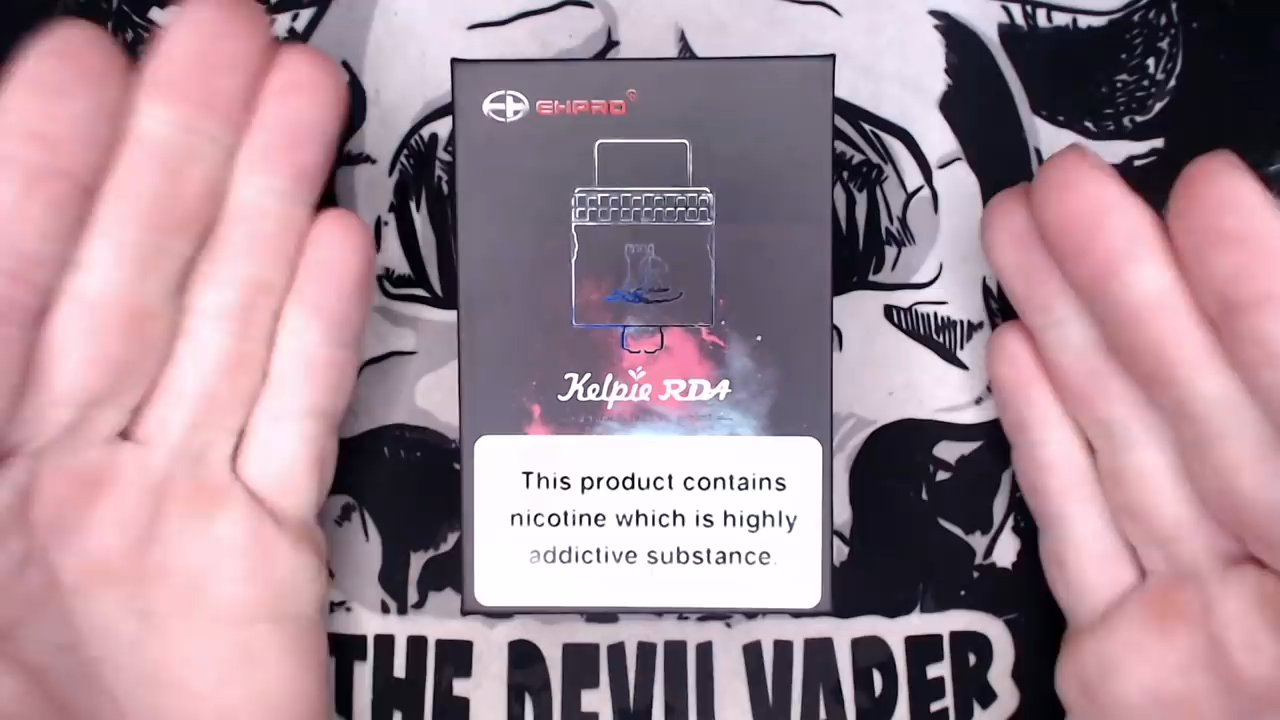 EHPRO
Kelpie RDA
This product contains
nicotine which is highly
addictive substance.
THE DEVIL VAPER